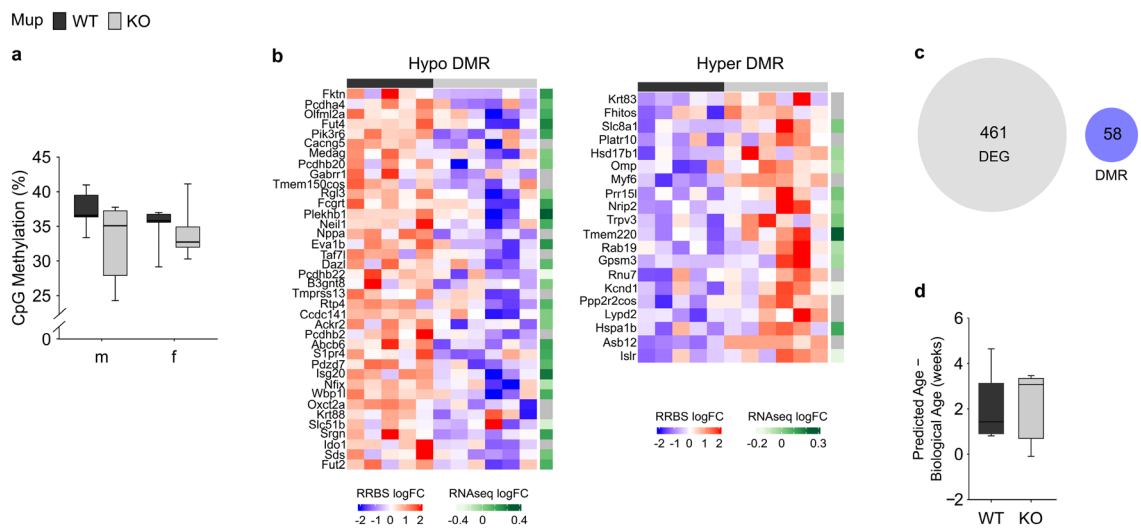 Mup WT KO
a
CpG Methylation (%)
45
40
35
30
25
0
m f
b
Hypo DMR
Fktn
Pcdha4
Olfml2a
Fut4
Pik3r6
Cacng5
Medag
Pcdhb20
Gabrr1
Tmem150cos
Rgl3
Fcgrt
Plekhb1
Neil1
Nppa
Eva1b
Taf7l
Dazl
Pcdhb22
B3gnt8
Tmprss13
Rtp4
Ccdc141
Ackr2
Pcdhb2
Abcb6
S1pr4
Pdzd7
Isg20
Nfix
Wbp1l
Oxct2a
Krt88
Slc51b
Srgn
Ido1
Sds
Fut2
RRBS logFC
-2 -1 0 1 2
RNAseq logFC
-0.4 0 0.4
Hyper DMR
Krt83
Fhitos
Slc8a1
Platr10
Hsd17b1
Omp
Myf6
Prr15l
Nrip2
Trpv3
Tmem220
Rab19
Gpsm3
Rnu7
Kcnd1
Ppp2r2cos
Lypd2
Hspa1b
Asb12
Islr
RRBS logFC
-2 -1 0 1 2
RNAseq logFC
-0.2 0 0.3
c
461
DEG
58
DMR
d
Predicted Age −
Biological Age (weeks)
6
4
2
0
−2
WT KO